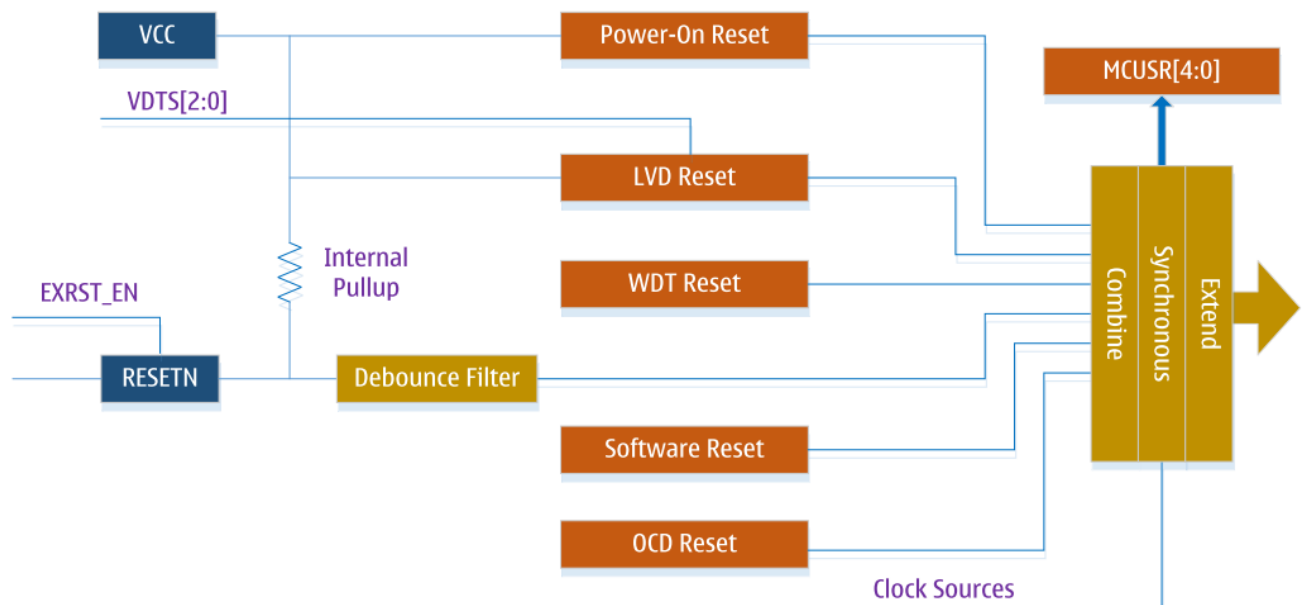 VCC
Power-On Reset
MCUSR[4:0]
VDTS[2:0]
LVD Reset
Internal
Pullup
WDT Reset
EXRST_EN
RESETN
Debounce Filter
Combine
Synchronous
Extend
Software Reset
OCD Reset
Clock Sources